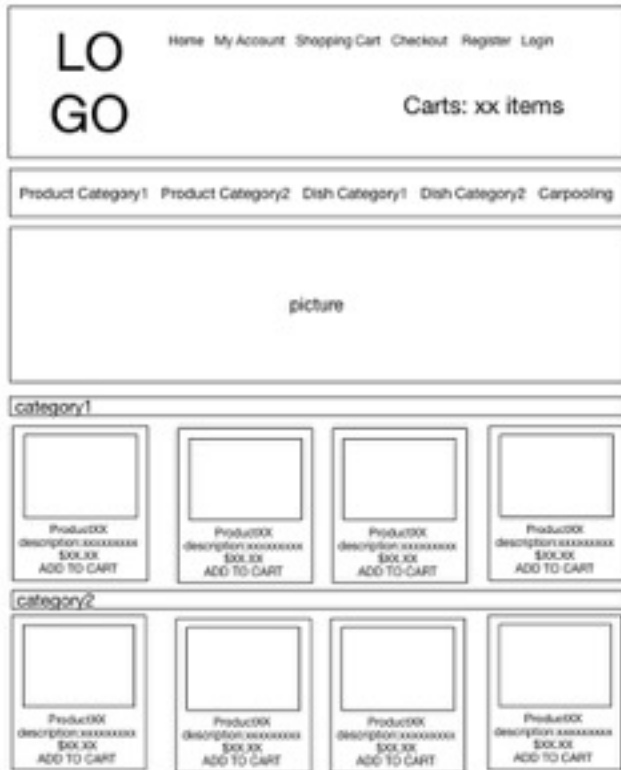 LO
GO
Home My Account Shopping Cart Checkout Register Login
Carts: xx items
Product Category1 Product Category2 Dish Category1 Dish Category2 Carpooling
picture
category1
ProductXX
description:xxxxxxxxx
$XX.XX
ADD TO CART
ProductXX
description:xxxxxxxxx
$XX.XX
ADD TO CART
ProductXX
description:xxxxxxxxx
$XX.XX
ADD TO CART
ProductXX
description:xxxxxxxxx
$XX.XX
ADD TO CART
category2
ProductXX
description:xxxxxxxxx
$XX.XX
ADD TO CART
ProductXX
description:xxxxxxxxx
$XX.XX
ADD TO CART
ProductXX
description:xxxxxxxxx
$XX.XX
ADD TO CART
ProductXX
description:xxxxxxxxx
$XX.XX
ADD TO CART